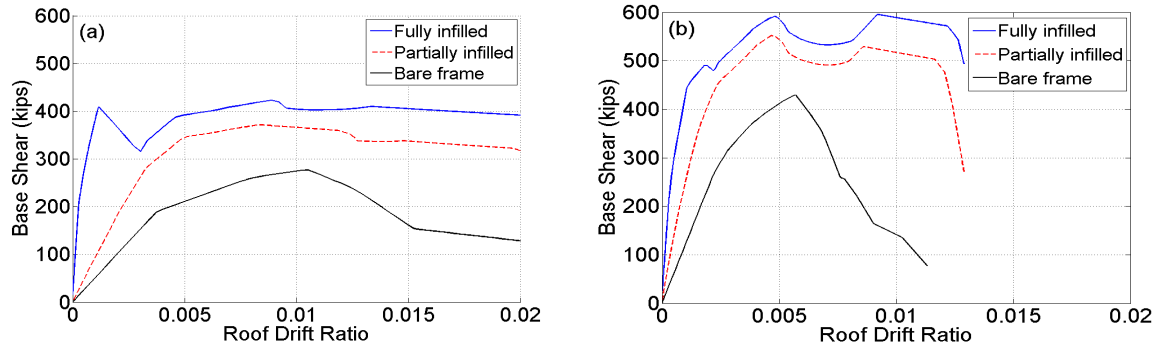 (a)
Fully infilled
Partially infilled
Bare frame
600
500
400
300
200
100
0
Base Shear (kips)
0 0.005 0.01 0.015 0.02
Roof Drift Ratio
(b)
Fully infilled
Partially infilled
Bare frame
600
500
400
300
200
100
0
Base Shear (kips)
0 0.005 0.01 0.015 0.02
Roof Drift Ratio